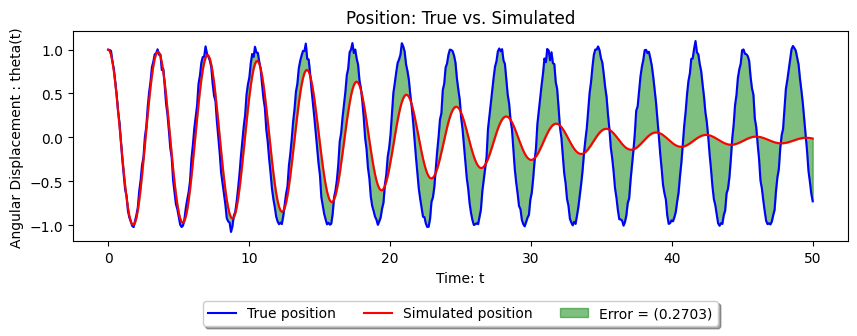 Position: True vs. Simulated
Angular Displacement : theta(t)
1.0
0.5
0.0
−0.5
−1.0
0 10 20 30 40 50
Time: t
True position Simulated position Error = (0.2703)